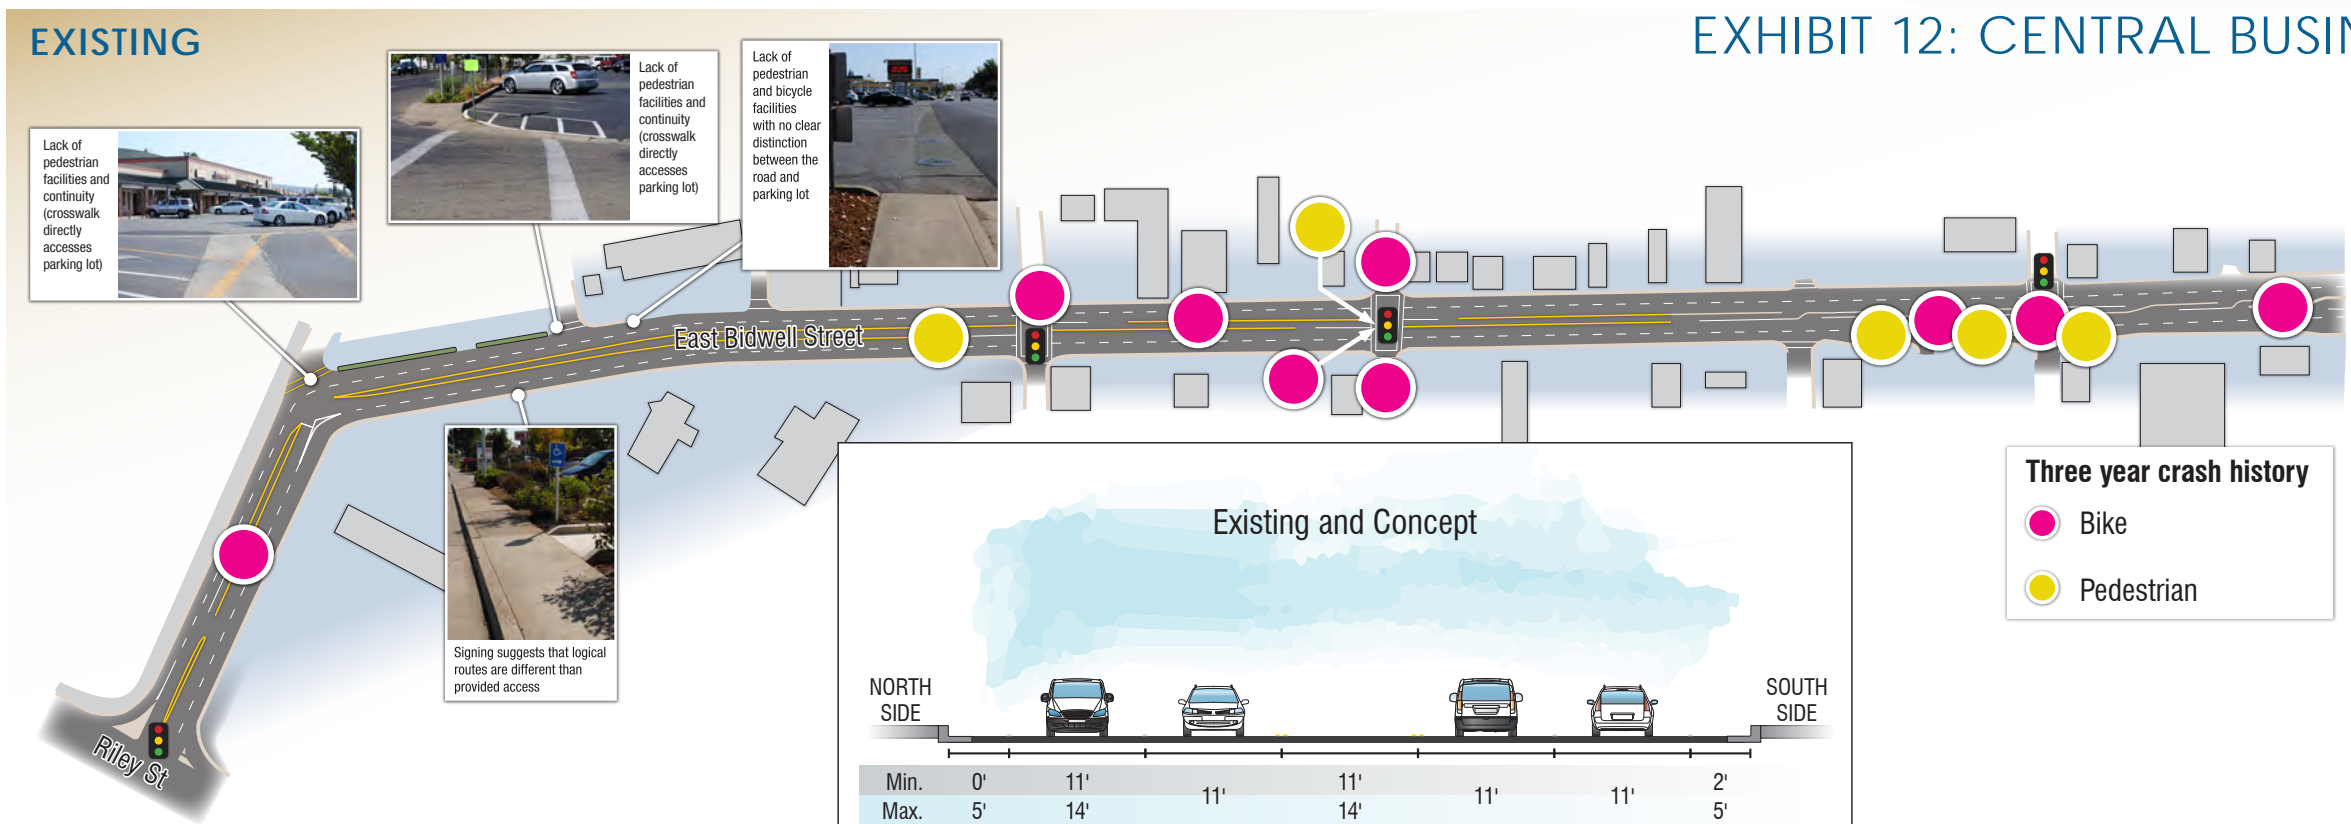 EXISTING
EXHIBIT 12: CENTRAL BUSIN
Lack of
pedestrian
facilities and
continuity
(crosswalk
directly
accesses
parking lot)
Lack of
pedestrian
facilities and
continuity
(crosswalk
directly
accesses
parking lot)
Lack of
pedestrian
and bicycle
facilities
with no clear
distinction
between the
road and
parking lot
East Bidwell Street
Signing suggests that logical
routes are different than
provided access
Riley St
Three year crash history
Bike
Pedestrian
Existing and Concept
NORTH
SIDE
SOUTH
SIDE
Min. 0' 11' 11' 11' 11' 11' 2'
Max. 5' 14' 14' 5'